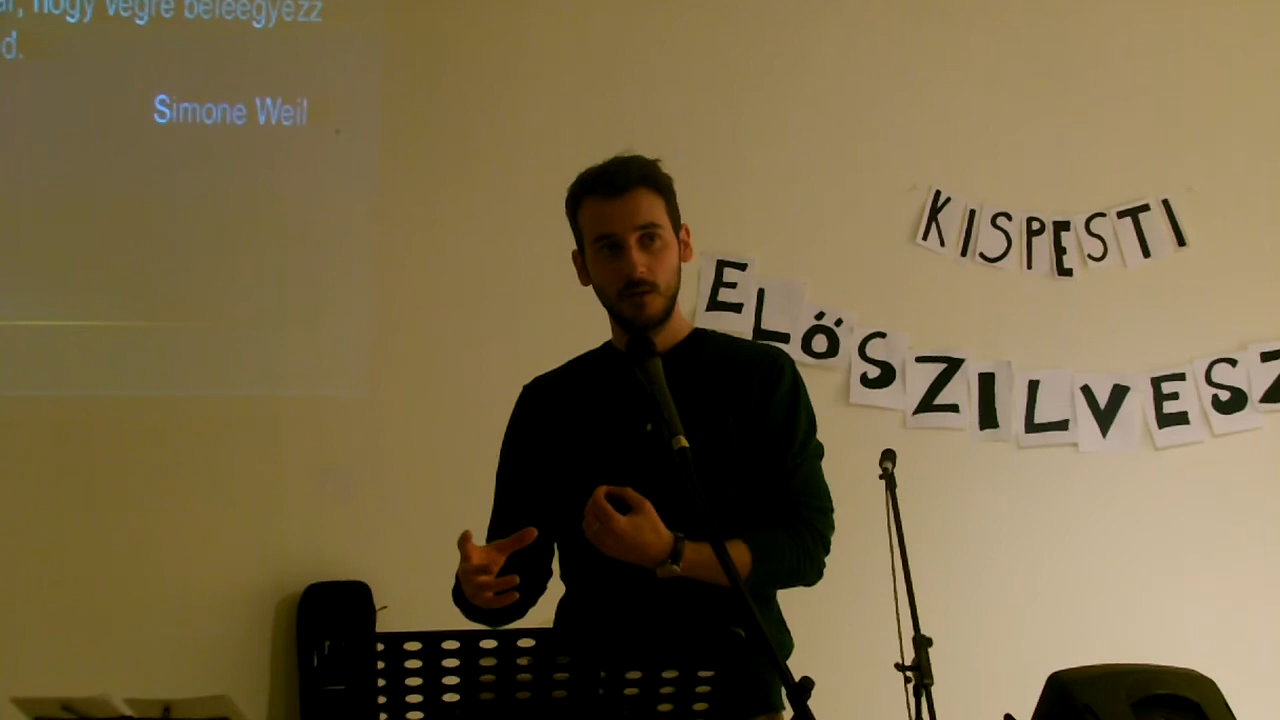 hogy végre beleegyezz
d.
Simone Weil
KISPESTI
ELŐSZILVESZ